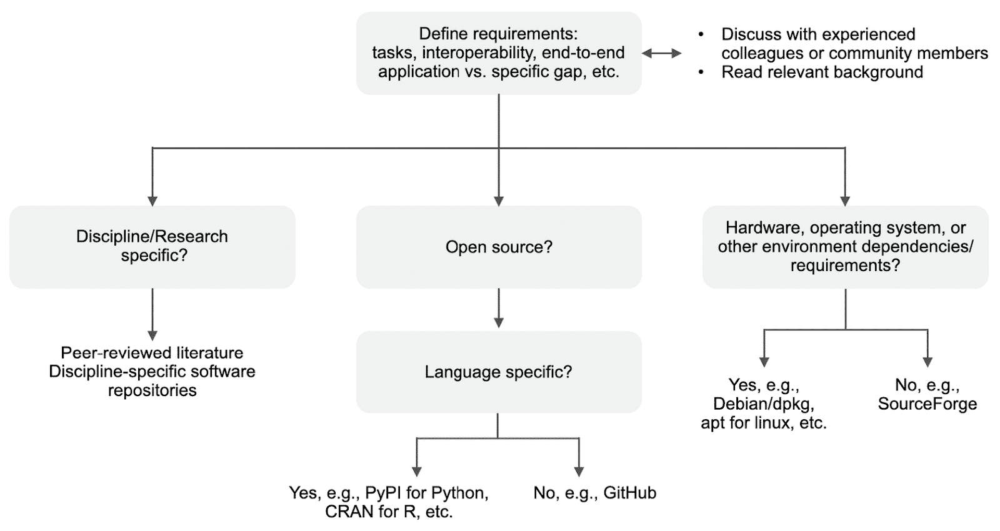 Define requirements:
tasks, interoperability, end-to-end
application vs. specific gap, etc.
• Discuss with experienced
colleagues or community members
• Read relevant background
Discipline/Research
specific?
Open source?
Hardware, operating system, or
other environment dependencies/
requirements?
Peer-reviewed literature
Discipline-specific software
repositories
Language specific?
Yes, e.g.,
Debian/dpkg,
apt for linux, etc.
No, e.g.,
SourceForge
Yes, e.g., PyPI for Python,
CRAN for R, etc.
No, e.g., GitHub